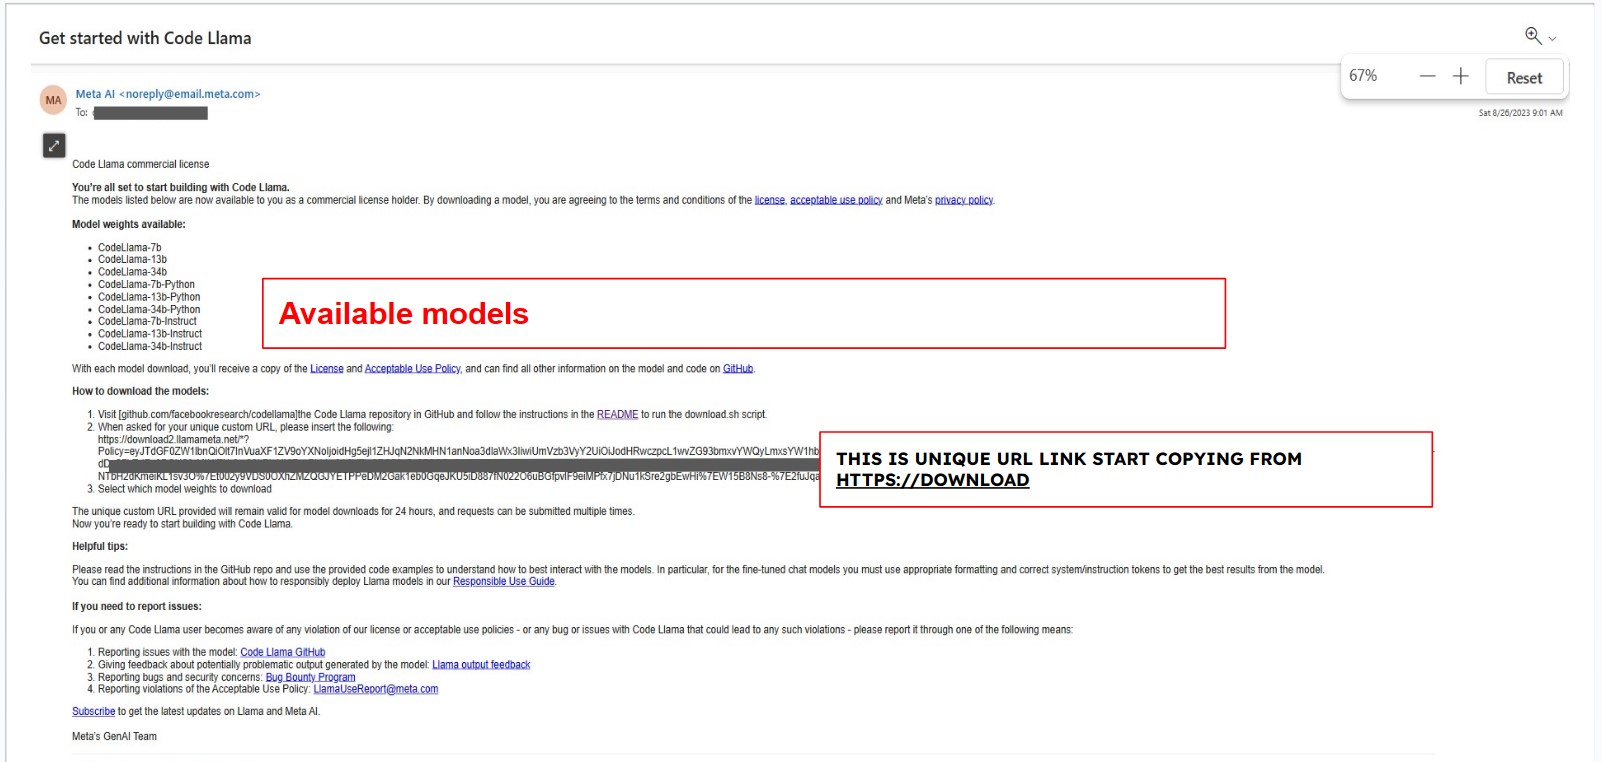 Get started with Code Llama
67%
Reset
MA
Meta AI <noreply@email.meta.com>
To:
Sat 8/26/2023 9:01 AM
Code Llama commercial license
You're all set to start building with Code Llama.
The models listed below are now available to you as a commercial license holder. By downloading a model, you are agreeing to the terms and conditions of the license, acceptable use policy and Meta's privacy policy.
Model weights available:
• CodeLlama-7b
• CodeLlama-13b
• CodeLlama-34b
• CodeLlama-7b-Python
• CodeLlama-13b-Python
• CodeLlama-34b-Python
• CodeLlama-7b-Instruct
• CodeLlama-13b-Instruct
• CodeLlama-34b-Instruct
Available models
With each model download, you'll receive a copy of the License and Acceptable Use Policy, and can find all other information on the model and code on GitHub.
How to download the models:
1. Visit [github.com/facebookresearch/codellama]the Code Llama repository in GitHub and follow the instructions in the README to run the download.sh script.
2. When asked for your unique custom URL, please insert the following:
https://download2.llamameta.net/*?
THIS IS UNIQUE URL LINK START COPYING FROM
HTTPS://DOWNLOAD
3. Select which model weights to download
The unique custom URL provided will remain valid for model downloads for 24 hours, and requests can be submitted multiple times.
Now you're ready to start building with Code Llama.
Helpful tips:
Please read the instructions in the GitHub repo and use the provided code examples to understand how to best interact with the models. In particular, for the fine-tuned chat models you must use appropriate formatting and correct system/instruction tokens to get the best results from the model.
You can find additional information about how to responsibly deploy Llama models in our Responsible Use Guide.
If you need to report issues:
If you or any Code Llama user becomes aware of any violation of our license or acceptable use policies - or any bug or issues with Code Llama that could lead to any such violations - please report it through one of the following means:
1. Reporting issues with the model: Code Llama GitHub
2. Giving feedback about potentially problematic output generated by the model: Llama output feedback
3. Reporting bugs and security concerns: Bug Bounty Program
4. Reporting violations of the Acceptable Use Policy: LlamaUseReport@meta.com
Subscribe to get the latest updates on Llama and Meta AI.
Meta's GenAI Team